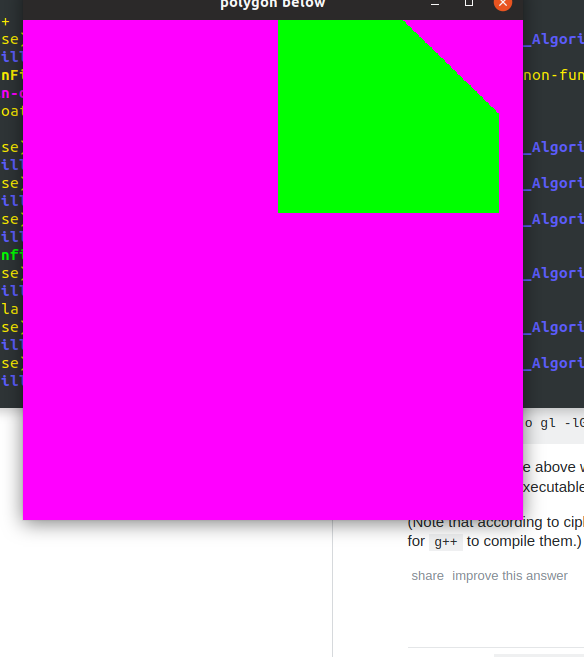 polygon below
+
se) _Algori
ill
nFi non-fun
n-c
oat
se) _Algori
ill
se) _Algori
ill
se) _Algori
ill
nfi
se) _Algori
ill
la
se) _Algori
ill
se) _Algori
ill
o gl -lG
e above w
xecutable
(Note that according to cipl
for g++ to compile them.)
share improve this answer